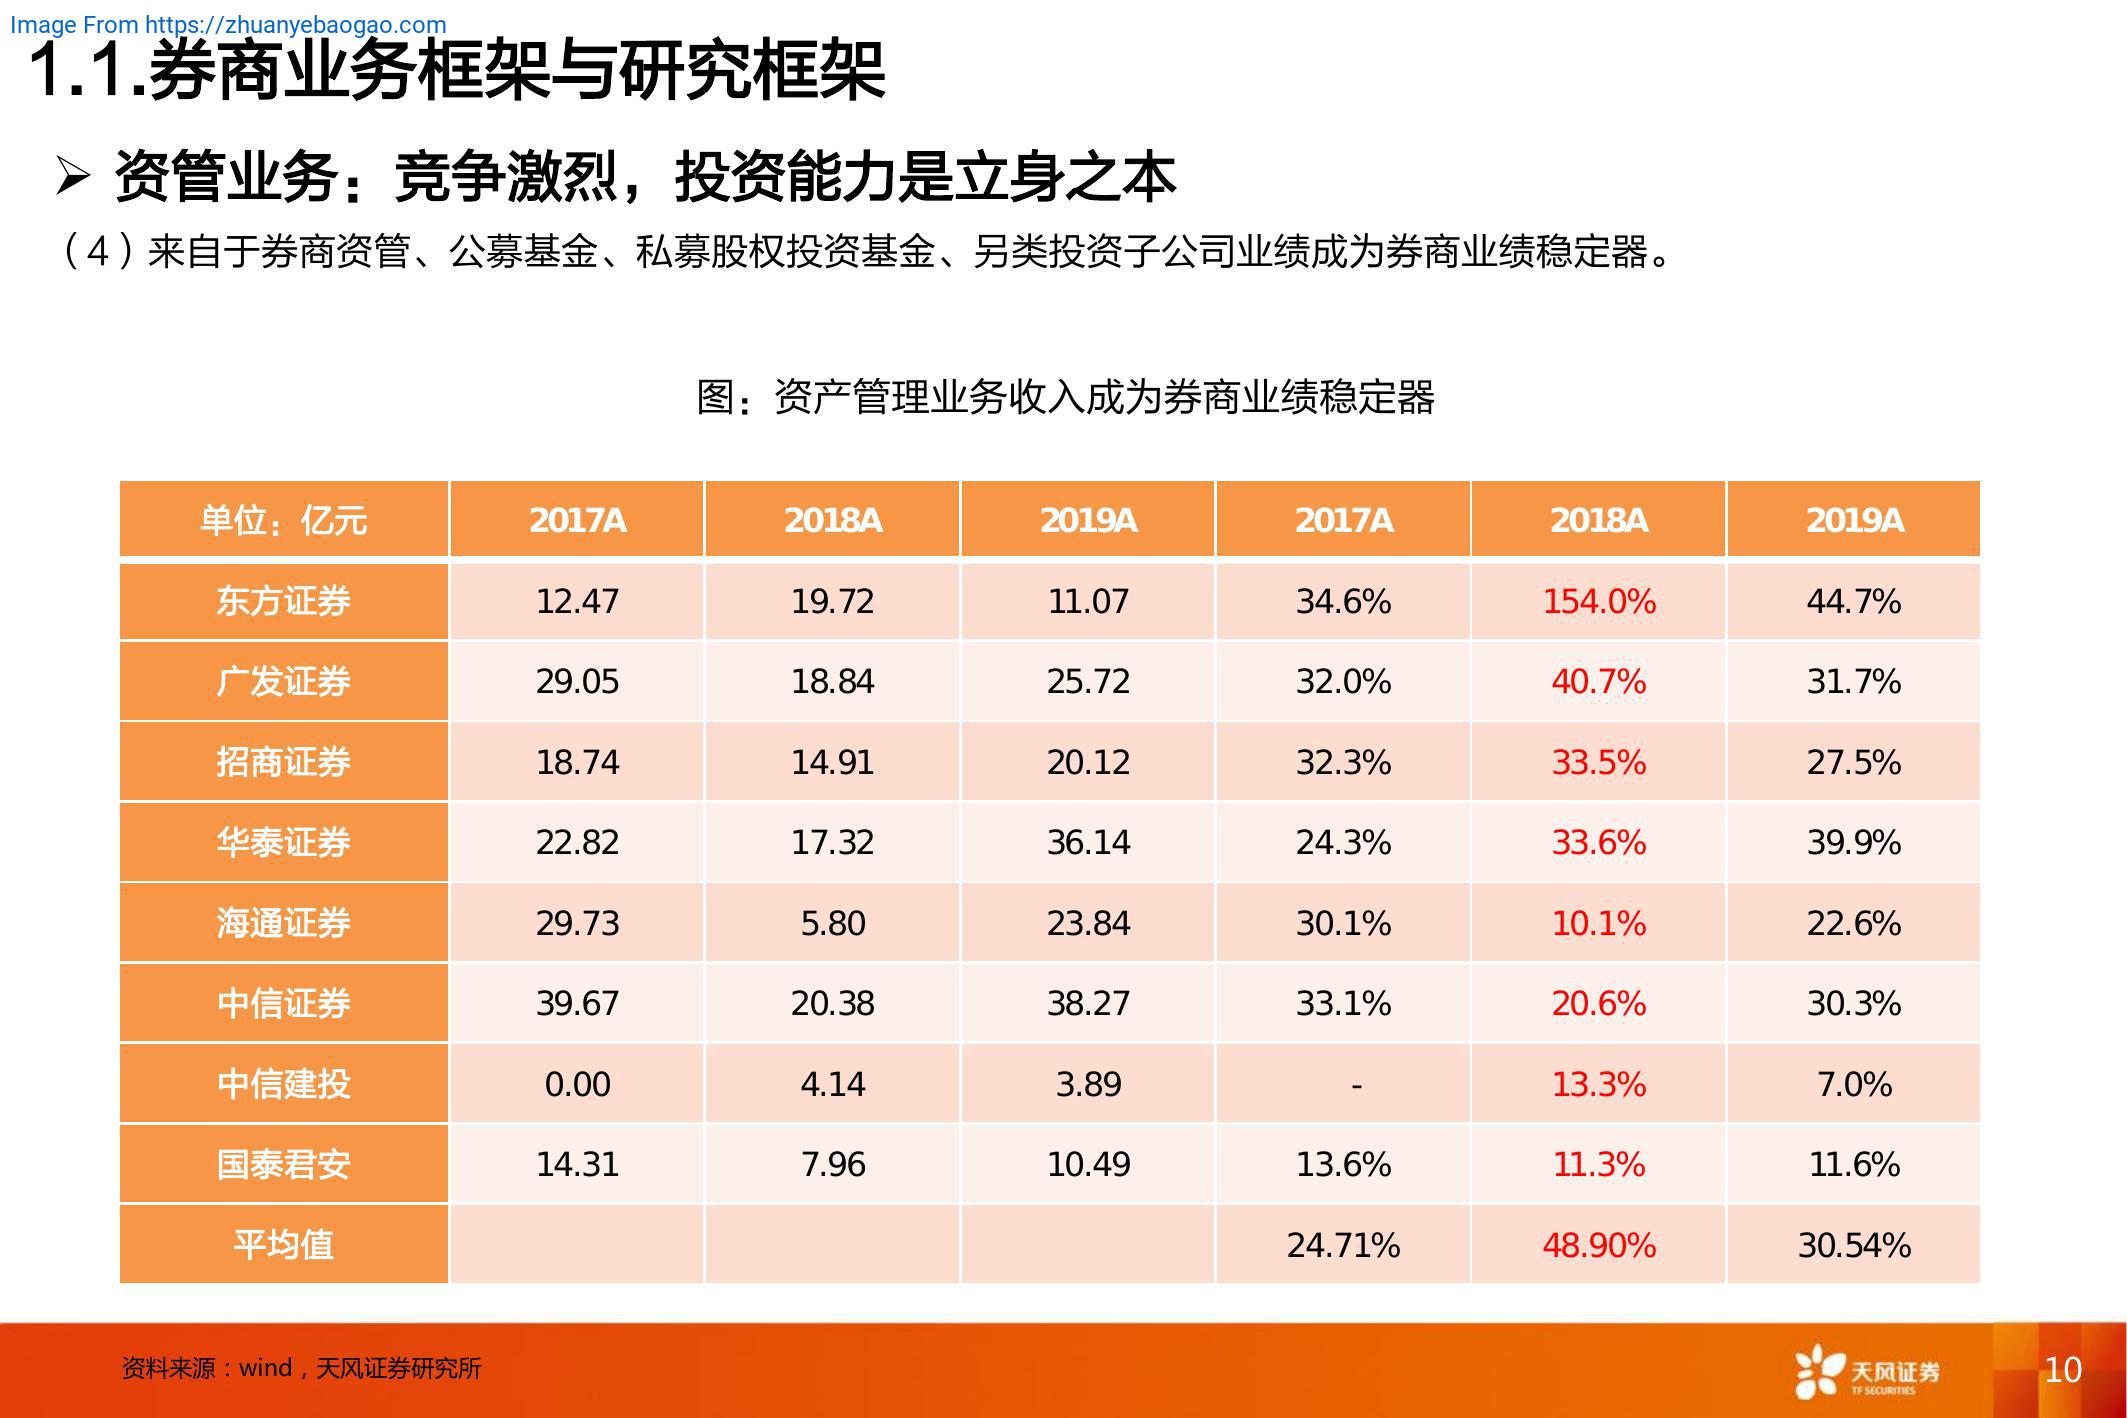 Image From https://zhuanyebaogao.com
1.1.券商业务框架与研究框架
➢ 资管业务：竞争激烈，投资能力是立身之本
（4）来自于券商资管、公募基金、私募股权投资基金、另类投资子公司业绩成为券商业绩稳定器。
图：资产管理业务收入成为券商业绩稳定器
单位：亿元 2017A 2018A 2019A 2017A 2018A 2019A
东方证券 12.47 19.72 11.07 34.6% 154.0% 44.7%
广发证券 29.05 18.84 25.72 32.0% 40.7% 31.7%
招商证券 18.74 14.91 20.12 32.3% 33.5% 27.5%
华泰证券 22.82 17.32 36.14 24.3% 33.6% 39.9%
海通证券 29.73 5.80 23.84 30.1% 10.1% 22.6%
中信证券 39.67 20.38 38.27 33.1% 20.6% 30.3%
中信建投 0.00 4.14 3.89 - 13.3% 7.0%
国泰君安 14.31 7.96 10.49 13.6% 11.3% 11.6%
平均值 24.71% 48.90% 30.54%
资料来源：wind，天风证券研究所
天风证券
TF SECURITIES
10